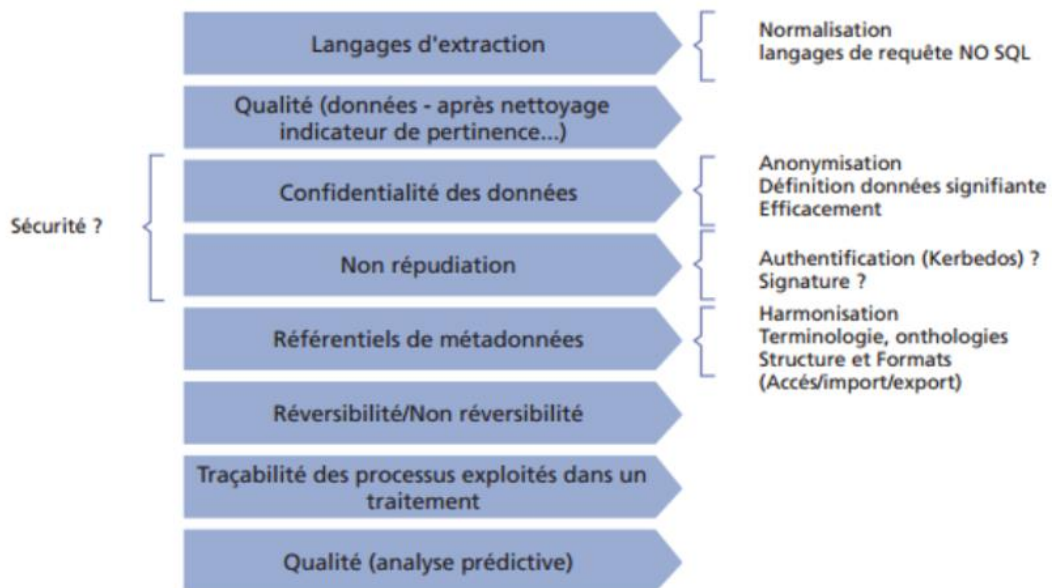 Langages d'extraction
Normalisation
langages de requête NO SQL
Qualité (données - après nettoyage
indicateur de pertinence...)
Sécurité ?
Confidentialité des données
Anonymisation
Définition données signifiante
Efficacement
Non répudiation
Authentification (Kerbedos) ?
Signature ?
Référentiels de métadonnées
Harmonisation
Terminologie, onthologies
Structure et Formats
(Accés/import/export)
Réversibilité/Non réversibilité
Traçabilité des processus exploités dans un
traitement
Qualité (analyse prédictive)